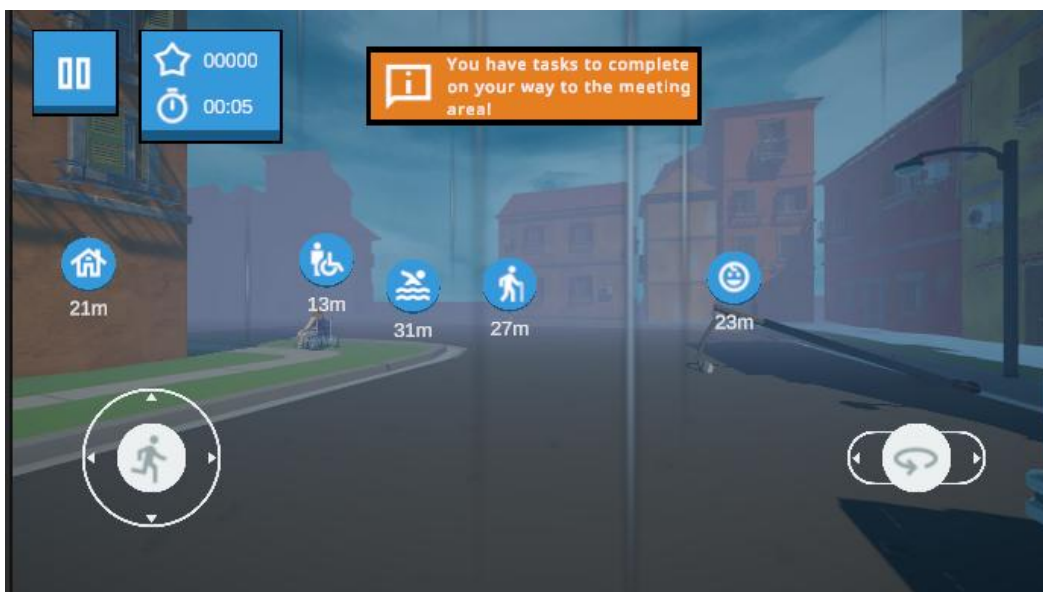 00000
00:05
You have tasks to complete
on your way to the meeting
area!
21m
13m
31m
27m
23m